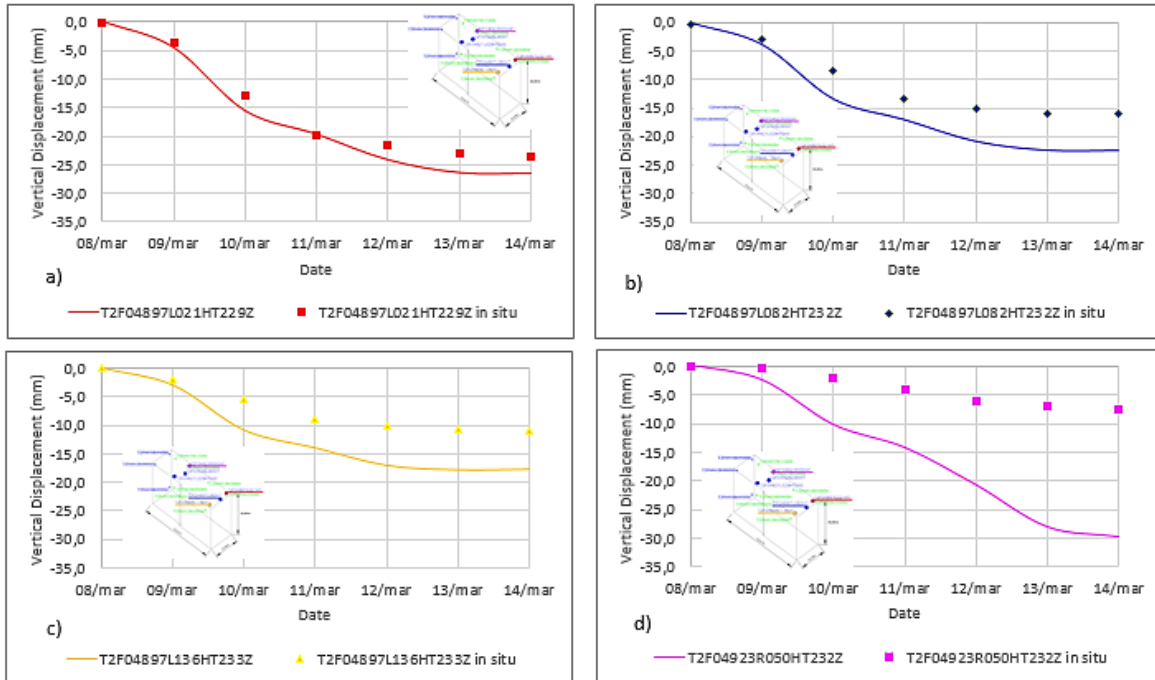 Vertical Displacement (mm)
0,0
-5,0
-10,0
-15,0
-20,0
-25,0
-30,0
-35,0
08/mar 09/mar 10/mar 11/mar 12/mar 13/mar 14/mar
Date
a)
T2F04897L021HT229Z T2F04897L021HT229Z in situ
Vertical Displacement (mm)
0,0
-5,0
-10,0
-15,0
-20,0
-25,0
-30,0
-35,0
08/mar 09/mar 10/mar 11/mar 12/mar 13/mar 14/mar
Date
b)
T2F04897L082HT232Z T2F04897L082HT232Z in situ
Vertical Displacement (mm)
0,0
-5,0
-10,0
-15,0
-20,0
-25,0
-30,0
-35,0
08/mar 09/mar 10/mar 11/mar 12/mar 13/mar 14/mar
Date
c)
T2F04897L136HT233Z T2F04897L136HT233Z in situ
Vertical Displacement (mm)
0,0
-5,0
-10,0
-15,0
-20,0
-25,0
-30,0
-35,0
08/mar 09/mar 10/mar 11/mar 12/mar 13/mar 14/mar
Date
d)
T2F04923R050HT232Z T2F04923R050HT232Z in situ